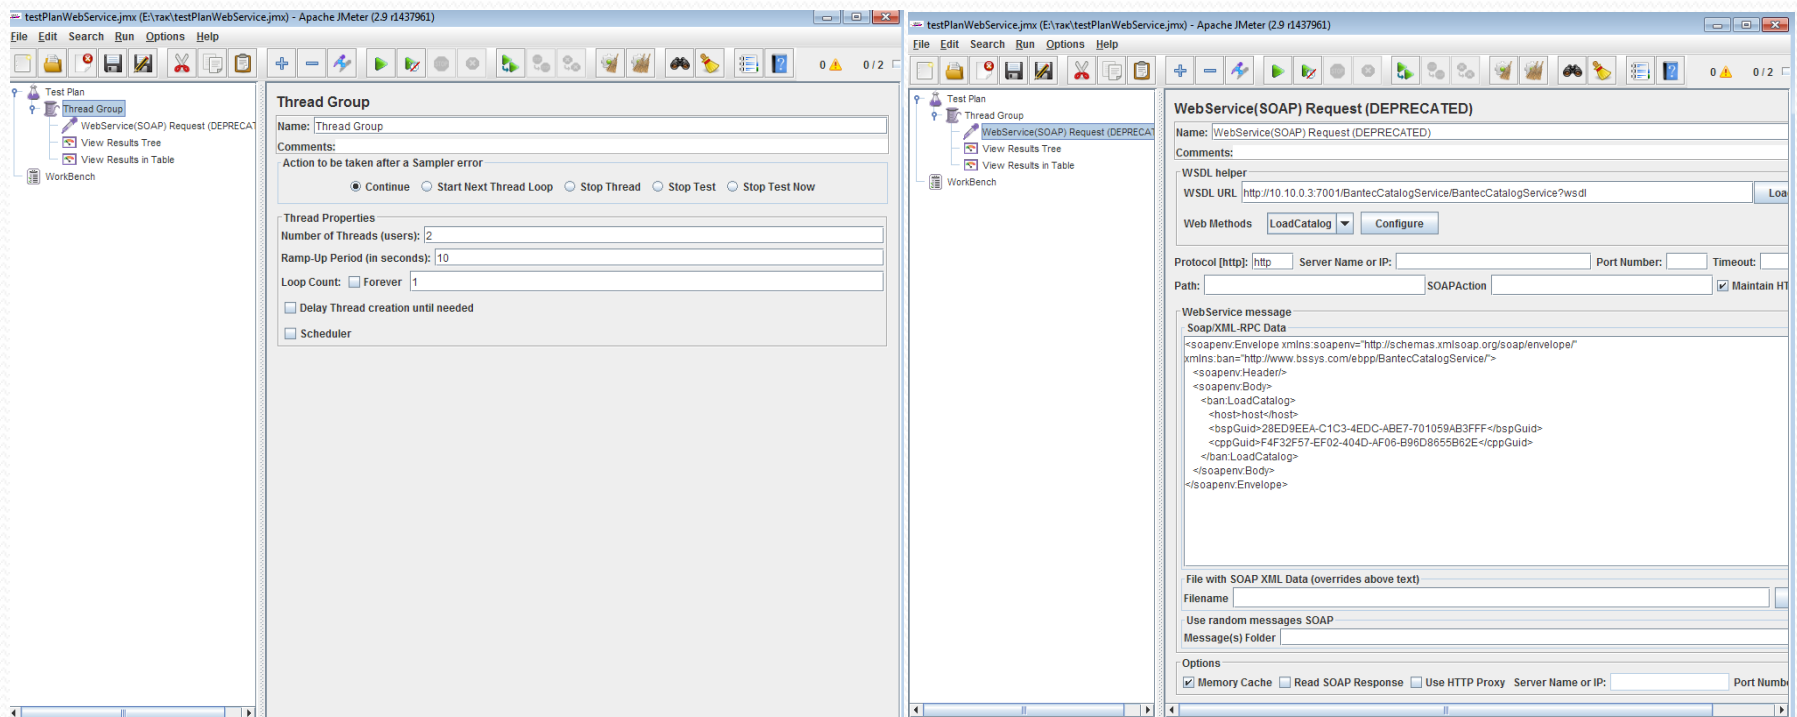 testPlanWebService.jmx (E:\так\testPlanWebService.jmx) - Apache JMeter (2.9 r1437961)
File Edit Search Run Options Help
0 0 / 2
Test Plan
Thread Group
WebService(SOAP) Request (DEPRECAT
View Results Tree
View Results in Table
WorkBench
Thread Group
Name: Thread Group
Comments:
Action to be taken after a Sampler error
Continue Start Next Thread Loop Stop Thread Stop Test Stop Test Now
Thread Properties
Number of Threads (users): 2
Ramp-Up Period (in seconds): 10
Loop Count: Forever 1
Delay Thread creation until needed
Scheduler
testPlanWebService.jmx (E:\так\testPlanWebService.jmx) - Apache JMeter (2.9 r1437961)
File Edit Search Run Options Help
0 0 / 2
Test Plan
Thread Group
WebService(SOAP) Request (DEPRECAT
View Results Tree
View Results in Table
WorkBench
WebService(SOAP) Request (DEPRECATED)
Name: WebService(SOAP) Request (DEPRECATED)
Comments:
WSDL helper
WSDL URL http://10.10.0.3:7001/BantecCatalogService/BantecCatalogService?wsdl Loa
Web Methods LoadCatalog Configure
Protocol [http]: http Server Name or IP: Port Number: Timeout:
Path: SOAPAction Maintain HT
WebService message
Soap/XML-RPC Data
<soapenv:Envelope xmlns:soapenv="http://schemas.xmlsoap.org/soap/envelope/"
xmlns:ban="http://www.bssys.com/ebpp/BantecCatalogService/">
<soapenv:Header/>
<soapenv:Body>
<ban:LoadCatalog>
<host>host</host>
<bspGuid>28ED9EEA-C1C3-4EDC-ABE7-701059AB3FFF</bspGuid>
<cppGuid>F4F32F57-EF02-404D-AF06-B96D8655B62E</cppGuid>
</ban:LoadCatalog>
</soapenv:Body>
</soapenv:Envelope>
File with SOAP XML Data (overrides above text)
Filename
Use random messages SOAP
Message(s) Folder
Options
Memory Cache Read SOAP Response Use HTTP Proxy Server Name or IP: Port Numb